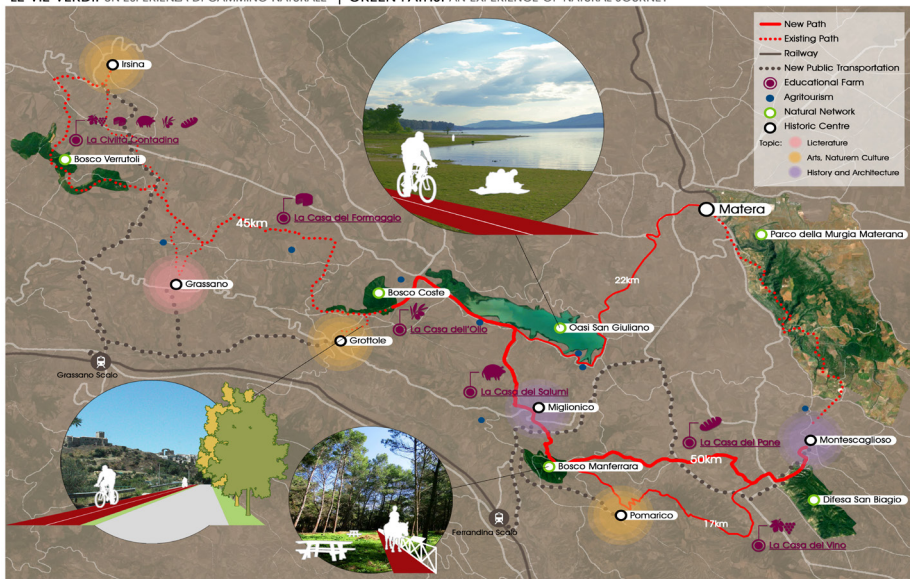 LE VIE VERDI: UN'ESPERIENZA DI CAMMINO NATURALE | GREEN PATHS: AN EXPERIENCE OF NATURAL JOURNEY
New Path
Existing Path
Railway
New Public Transportation
Educational Farm
Agritourism
Natural Network
Historic Centre
Topic:
Licterature
Arts, Naturem Culture
History and Architecture
Irsina
La Civiltà Contadina
Bosco Verrutoli
45km
La Casa del Formaggio
Matera
Parco della Murgia Materana
Grassano
22km
Bosco Coste
La Casa dell'Olio
Oasi San Giuliano
Grottole
Grassano Scalo
La Casa dei Salumi
Miglionico
La Casa del Pane
Montescaglioso
50km
Bosco Manferrara
Difesa San Biagio
Pomarico
17km
Ferrandina Scalo
La Casa del Vino